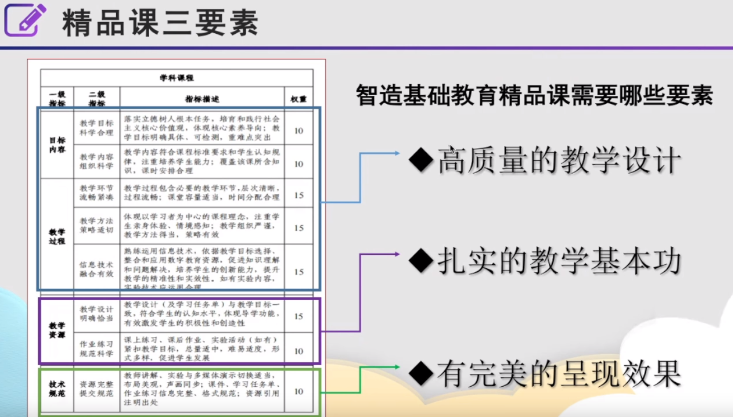 精品课三要素
智造基础教育精品课需要哪些要素
学科课程
一级指标 二级指标 指标描述 权重
目标内容
教学目标科学合理
落实立德树人根本任务，培育和践行社会
主义核心价值观，体现核心素养导向；教
学目标明确具体、可检测，重难点突出
10
教学内容组织科学
教学内容符合课程标准要求和学生认知规
律，注重培养学生能力；覆盖该课所含知
识，课时安排合理
10
教学过程
教学环节流畅紧凑
教学过程包含必要的教学环节，层次清晰，
过程流畅；课堂容量适当，时间分配合理
15
教学方法策略适切
体现以学习者为中心的课程理念，注重学
生亲身体验、情境感知；教学组织严谨，
教学方法得当、策略有效
15
信息技术融合有效
熟练运用信息技术，依据教学目标选择、
整合和应用数字教育资源，促进知识理解
和问题解决，培养学生的创新能力，提升
教学的精准性和实效性。如有实验内容，
实验技术应运用合理
15
教学资源
教学设计明确恰当
教学设计（及学习任务单）与教学目标一
致，符合学生的认知水平，体现导学功能，
有效激发学生的积极性和创造性
15
作业练习规范科学
课上练习、课后作业、实验活动（如有）
紧扣教学目标，总量适中，难易适度，形
式多样，促进学生发展
10
技术规范
资源完整提交规范
教师讲解、实验与多媒体演示切换适当，
布局美观，声画同步；课件、学习任务单、
作业练习信息完整、格式规范；资源引用
注明出处
10
◆高质量的教学设计
◆扎实的教学基本功
◆有完美的呈现效果